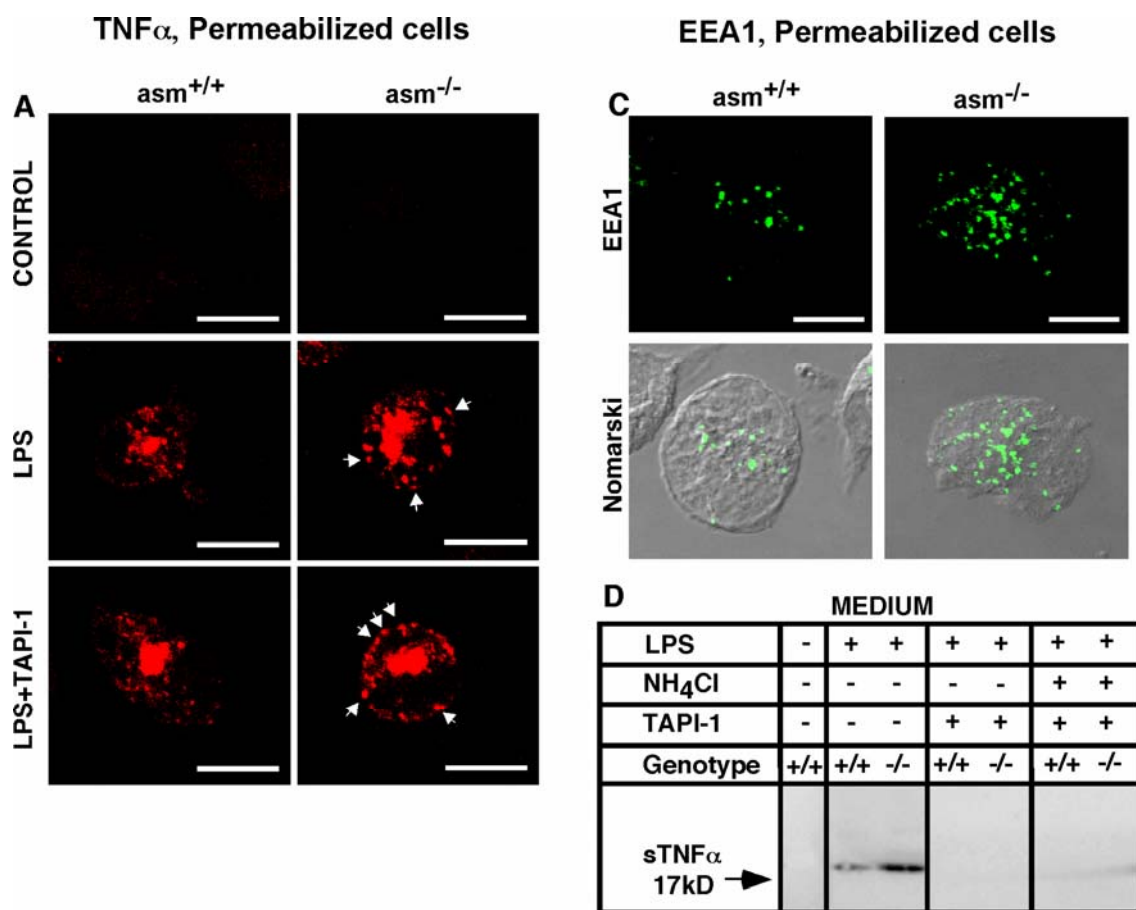 TNFα, Permeabilized cells
A
asm+/+ asm-/-
CONTROL
LPS
LPS+TAPI-1
EEA1, Permeabilized cells
C
asm+/+ asm-/-
EEA1
Nomarski
D
MEDIUM
LPS - + + + + + +
NH4Cl - - - - - + +
TAPI-1 - - - + + + +
Genotype +/+ +/+ -/- +/+ -/- +/+ -/-
sTNFα
17kD